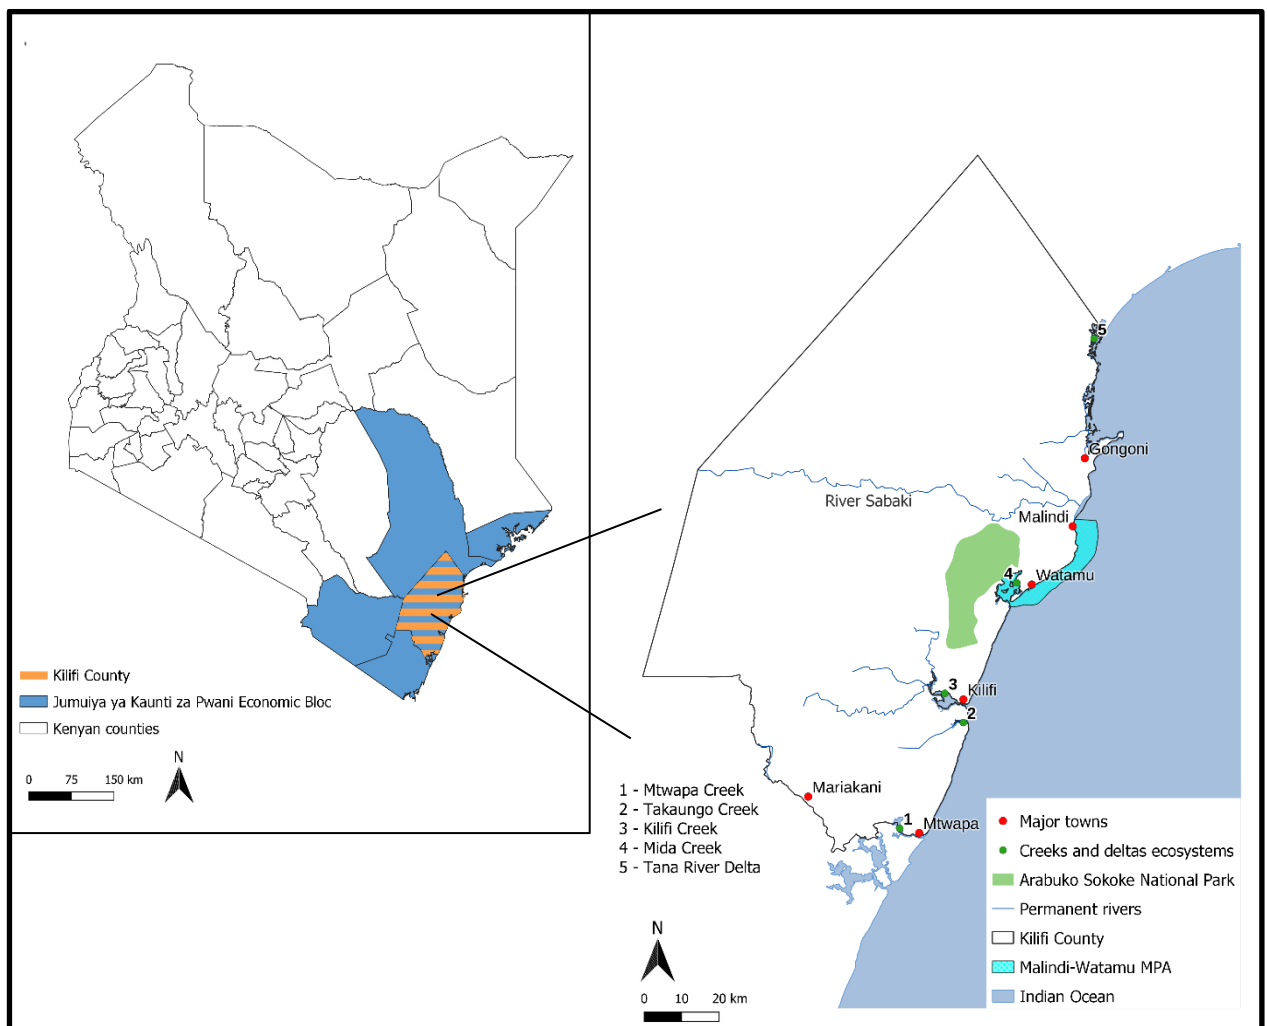 Kilifi County
Jumuiya ya Kaunti za Pwani Economic Bloc
Kenyan counties
N
0 75 150 km
5
Gongoni
River Sabaki
Malindi
4
Watamu
3
Kilifi
2
Mariakani
1
Mtwapa
1 - Mtwapa Creek
2 - Takaungo Creek
3 - Kilifi Creek
4 - Mida Creek
5 - Tana River Delta
N
0 10 20 km
Major towns
Creeks and deltas ecosystems
Arabuko Sokoke National Park
Permanent rivers
Kilifi County
Malindi-Watamu MPA
Indian Ocean